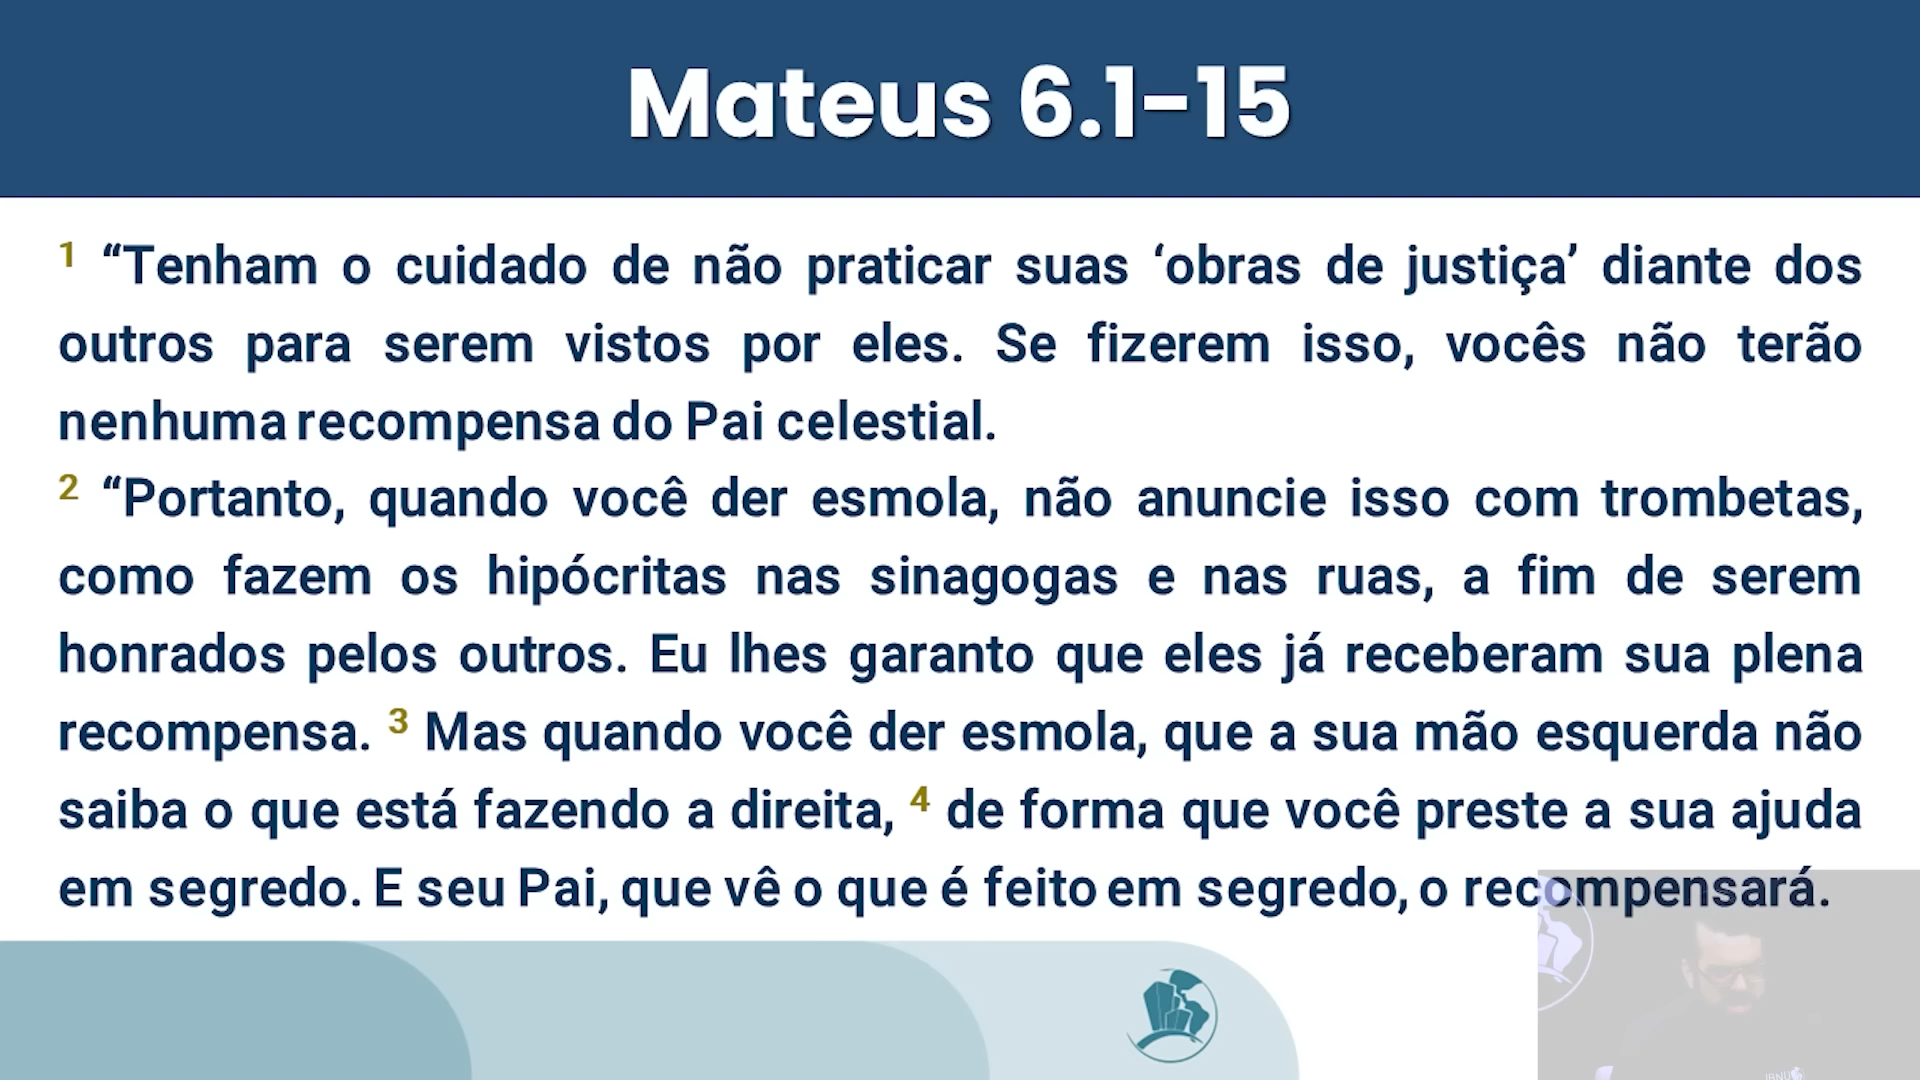 Mateus 6.1-15
1 “Tenham o cuidado de não praticar suas ‘obras de justiça’ diante dos
outros para serem vistos por eles. Se fizerem isso, vocês não terão
nenhuma recompensa do Pai celestial.
2 “Portanto, quando você der esmola, não anuncie isso com trombetas,
como fazem os hipócritas nas sinagogas e nas ruas, a fim de serem
honrados pelos outros. Eu lhes garanto que eles já receberam sua plena
recompensa. 3 Mas quando você der esmola, que a sua mão esquerda não
saiba o que está fazendo a direita, 4 de forma que você preste a sua ajuda
em segredo. E seu Pai, que vê o que é feito em segredo, o recompensará.